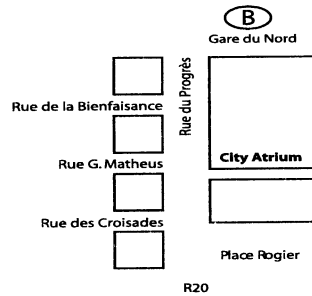 B
Gare du Nord
Rue du Progrès
Rue de la Bienfaisance
City Atrium
Rue G. Matheus
Rue des Croisades
Place Rogier
R20